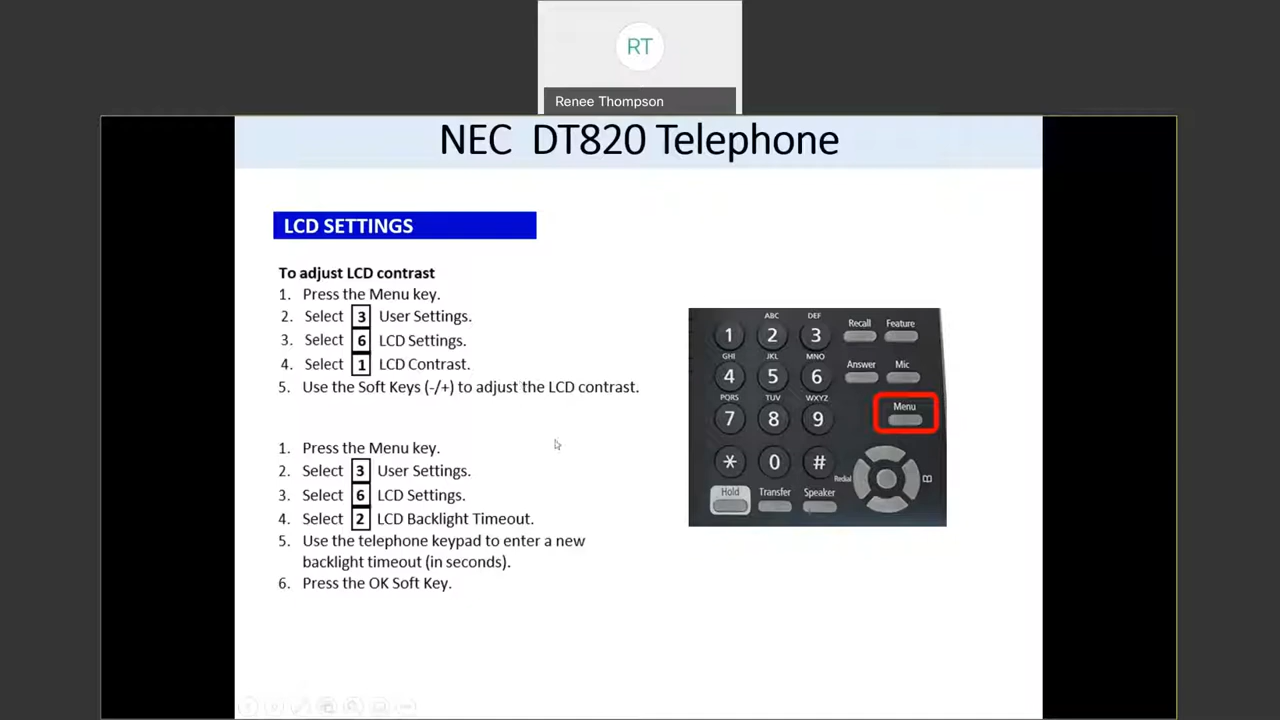 RT
Renee Thompson
NEC DT820 Telephone
LCD SETTINGS
To adjust LCD contrast
1. Press the Menu key.
2. Select 3 User Settings.
3. Select 6 LCD Settings.
4. Select 1 LCD Contrast.
5. Use the Soft Keys (-/+) to adjust the LCD contrast.
1. Press the Menu key.
2. Select 3 User Settings.
3. Select 6 LCD Settings.
4. Select 2 LCD Backlight Timeout.
5. Use the telephone keypad to enter a new
backlight timeout (in seconds).
6. Press the OK Soft Key.
ABC DEF
1 2 3 Recall Feature
GHI JKL MNO
4 5 6 Answer Mic
PQRS TUV WXYZ
7 8 9 Menu
* 0 #
Redial
Hold Transfer Speaker